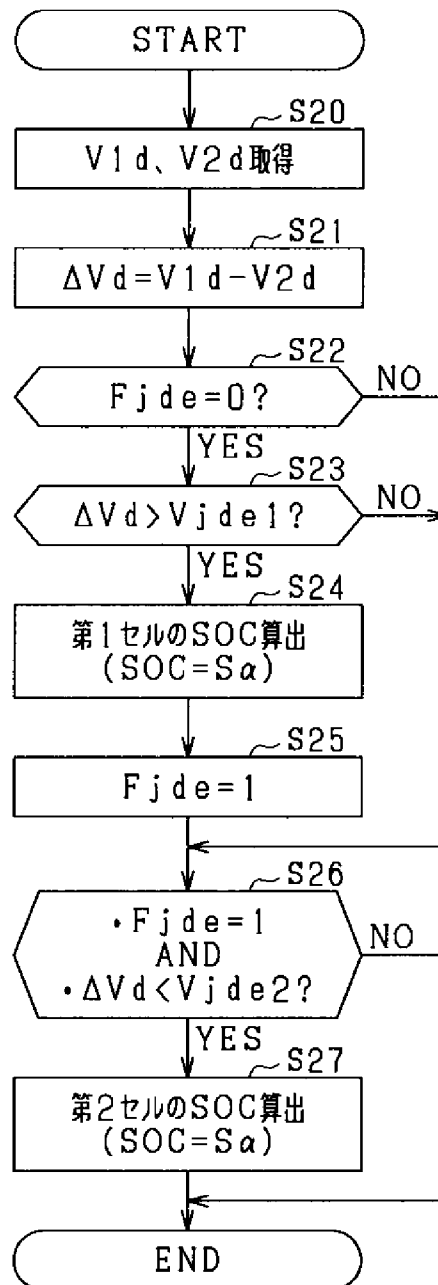 START
S20
V1d、V2d取得
S21
ΔVd=V1d−V2d
S22
Fjde=0?
NO
YES
S23
ΔVd>Vjde1?
NO
YES
S24
第1セルのSOC算出
(SOC=Sα)
S25
Fjde=1
S26
・Fjde=1
AND
・ΔVd<Vjde2?
NO
YES
S27
第2セルのSOC算出
(SOC=Sα)
END